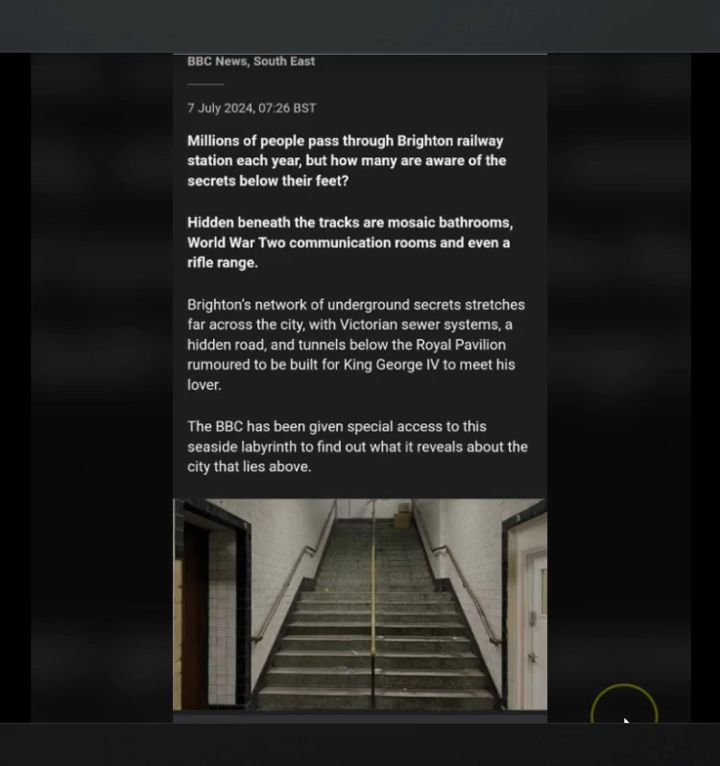 BBC News, South East
7 July 2024, 07:26 BST
Millions of people pass through Brighton railway
station each year, but how many are aware of the
secrets below their feet?
Hidden beneath the tracks are mosaic bathrooms,
World War Two communication rooms and even a
rifle range.
Brighton’s network of underground secrets stretches
far across the city, with Victorian sewer systems, a
hidden road, and tunnels below the Royal Pavilion
rumoured to be built for King George IV to meet his
lover.
The BBC has been given special access to this
seaside labyrinth to find out what it reveals about the
city that lies above.